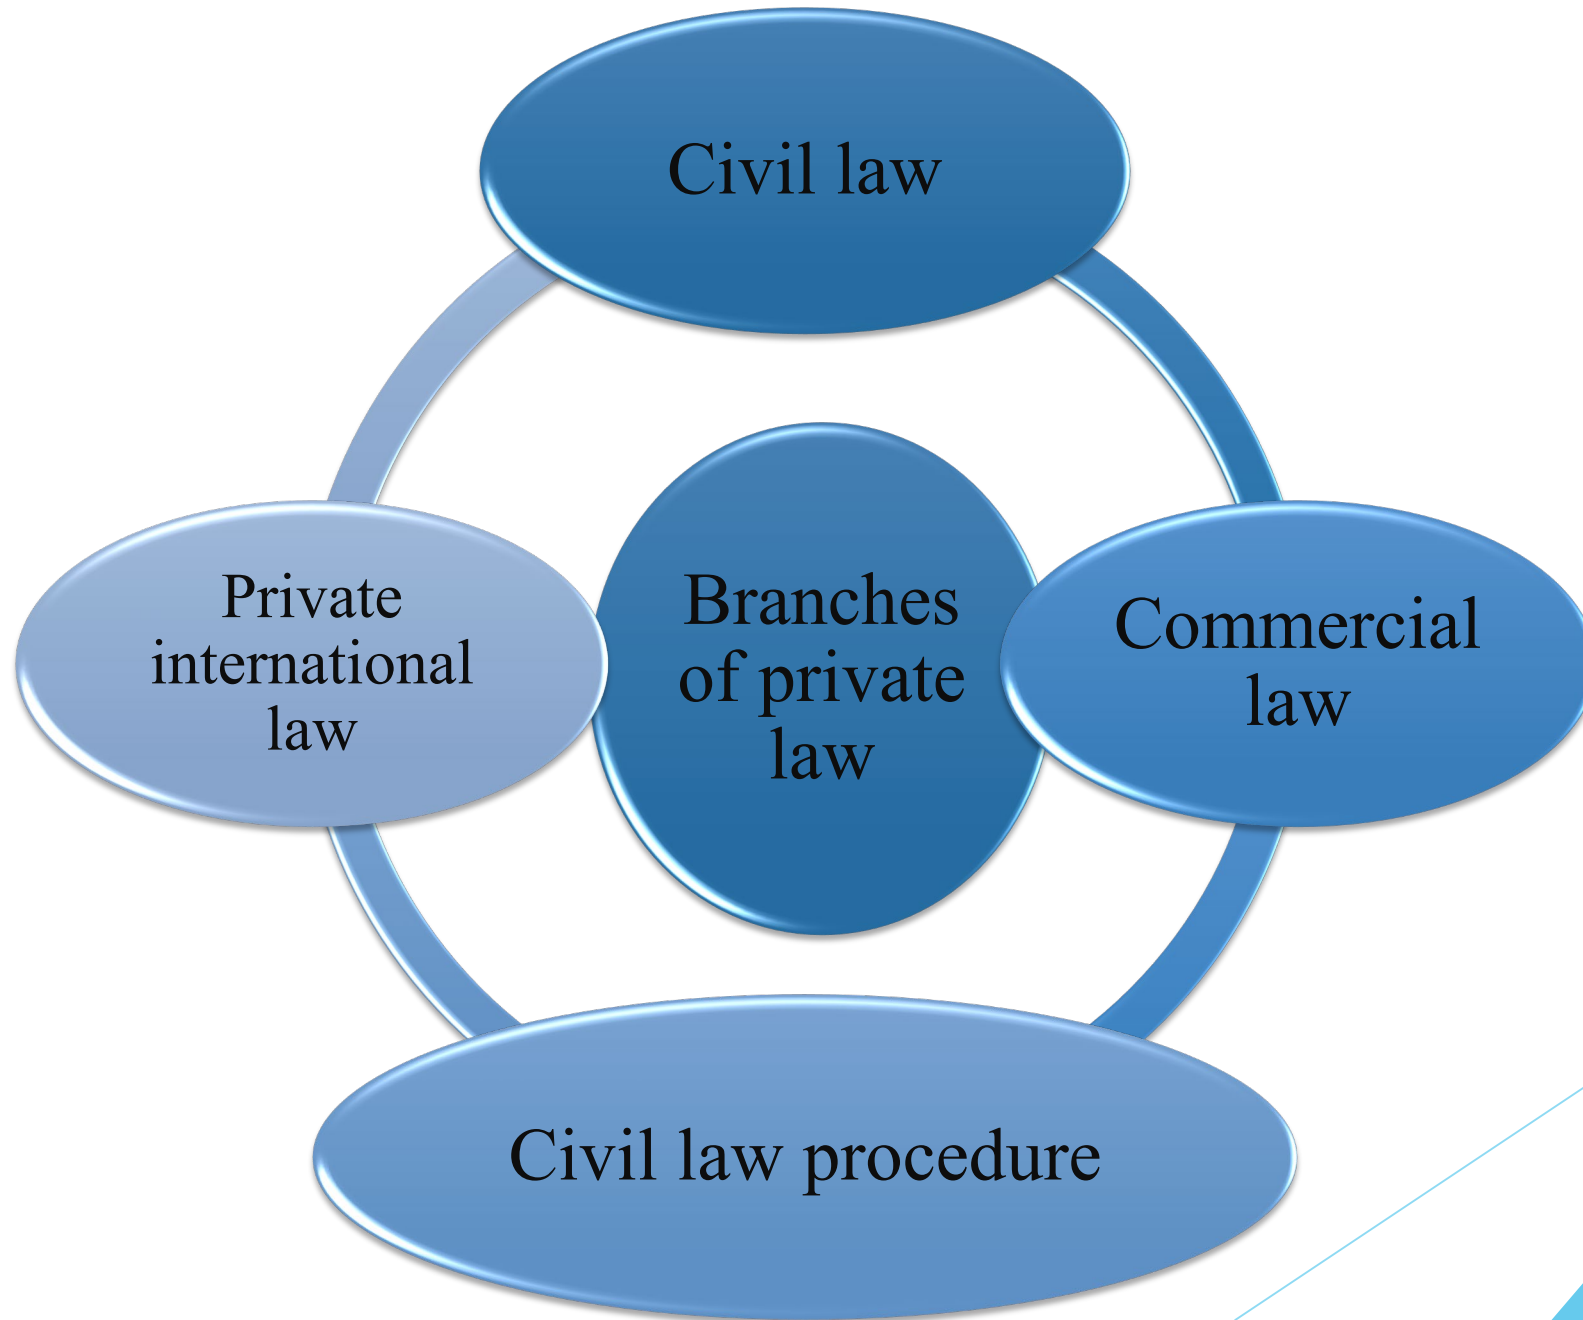 Civil law
Private
international
law
Branches
of private
law
Commercial
law
Civil law procedure